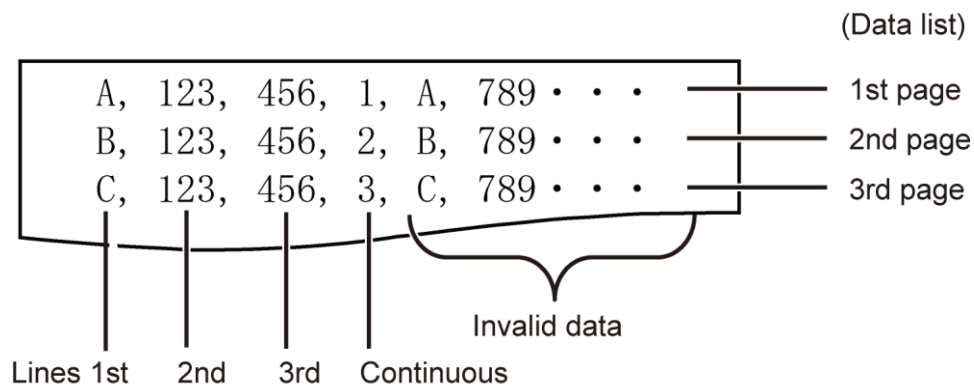 (Data list)
A, 123, 456, 1, A, 789・・・ 1st page
B, 123, 456, 2, B, 789・・・ 2nd page
C, 123, 456, 3, C, 789・・・ 3rd page
Invalid data
Lines 1st 2nd 3rd Continuous